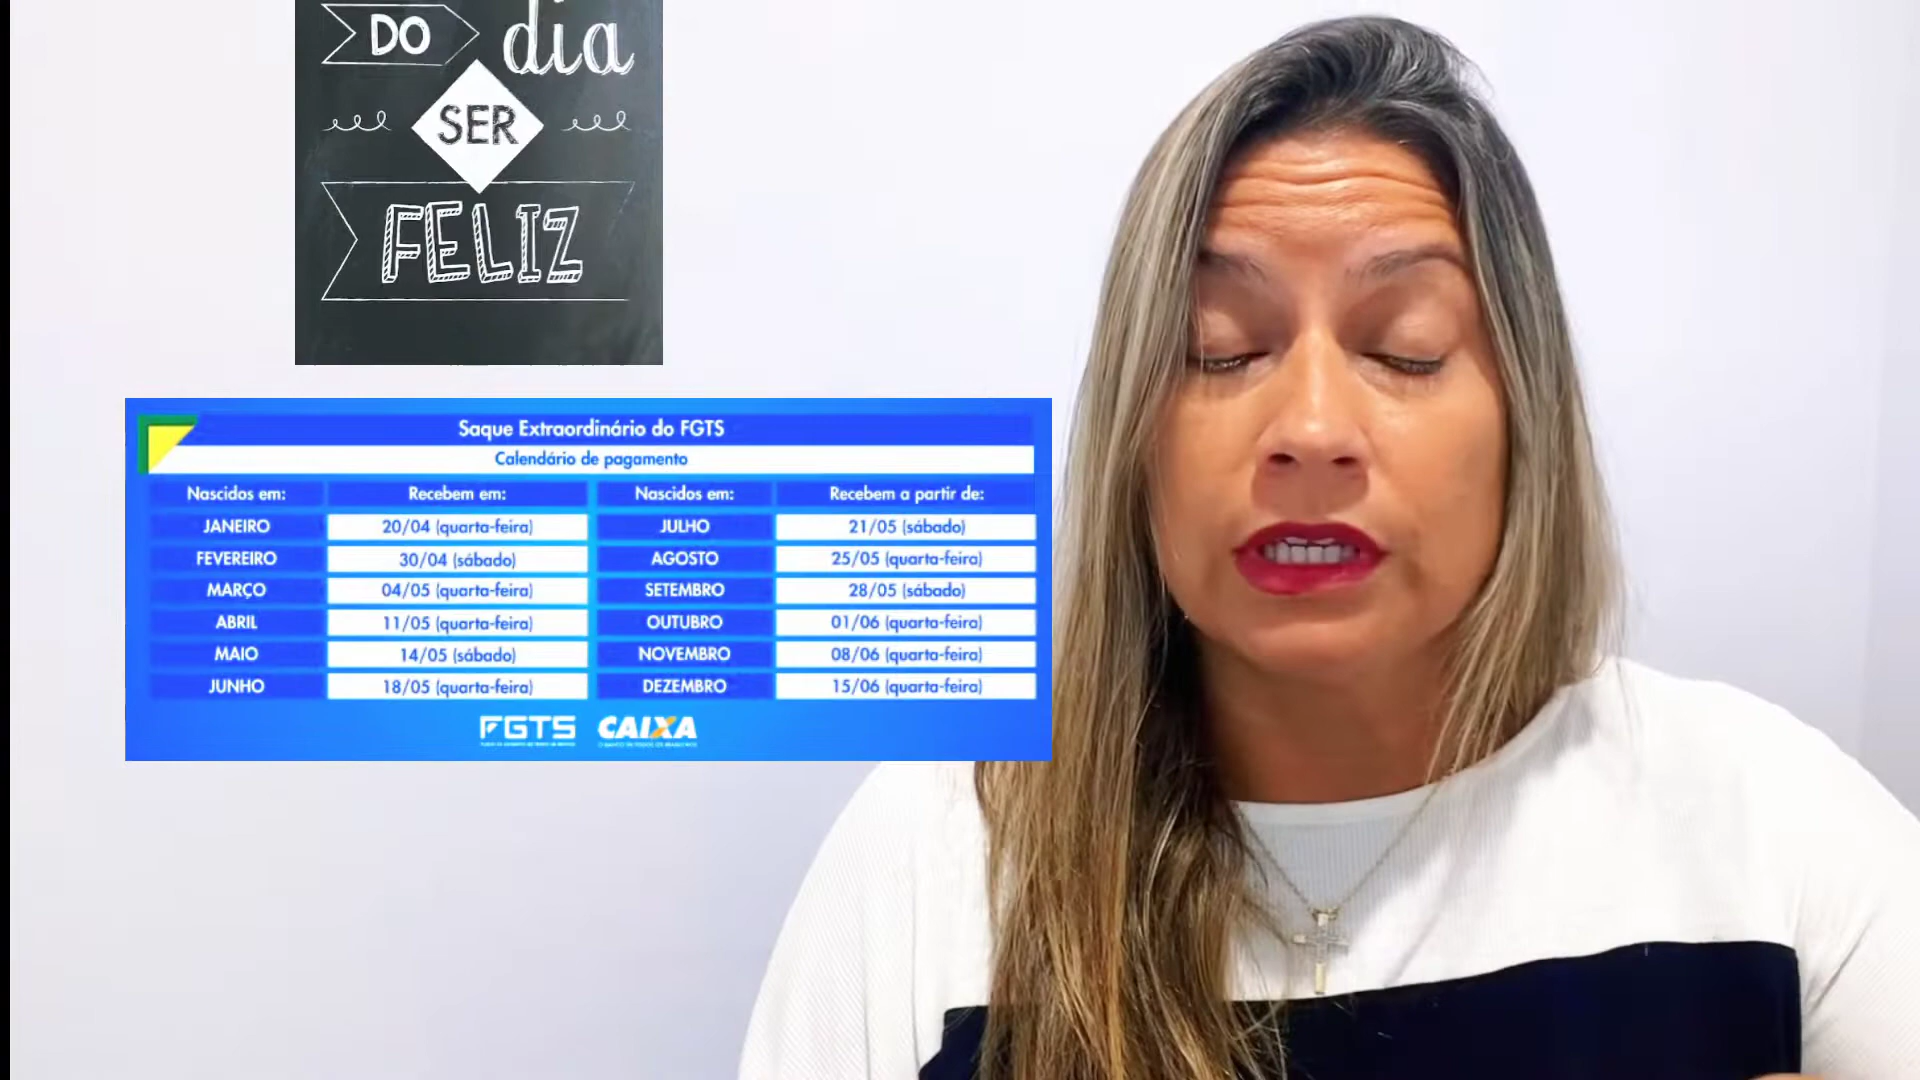 DO dia
SER
FELIZ
Saque Extraordinário do FGTS
Calendário de pagamento
Nascidos em: Recebem em: Nascidos em: Recebem a partir de:
JANEIRO 20/04 (quarta-feira) JULHO 21/05 (sábado)
FEVEREIRO 30/04 (sábado) AGOSTO 25/05 (quarta-feira)
MARÇO 04/05 (quarta-feira) SETEMBRO 28/05 (sábado)
ABRIL 11/05 (quarta-feira) OUTUBRO 01/06 (quarta-feira)
MAIO 14/05 (sábado) NOVEMBRO 08/06 (quarta-feira)
JUNHO 18/05 (quarta-feira) DEZEMBRO 15/06 (quarta-feira)
FGTS CAIXA